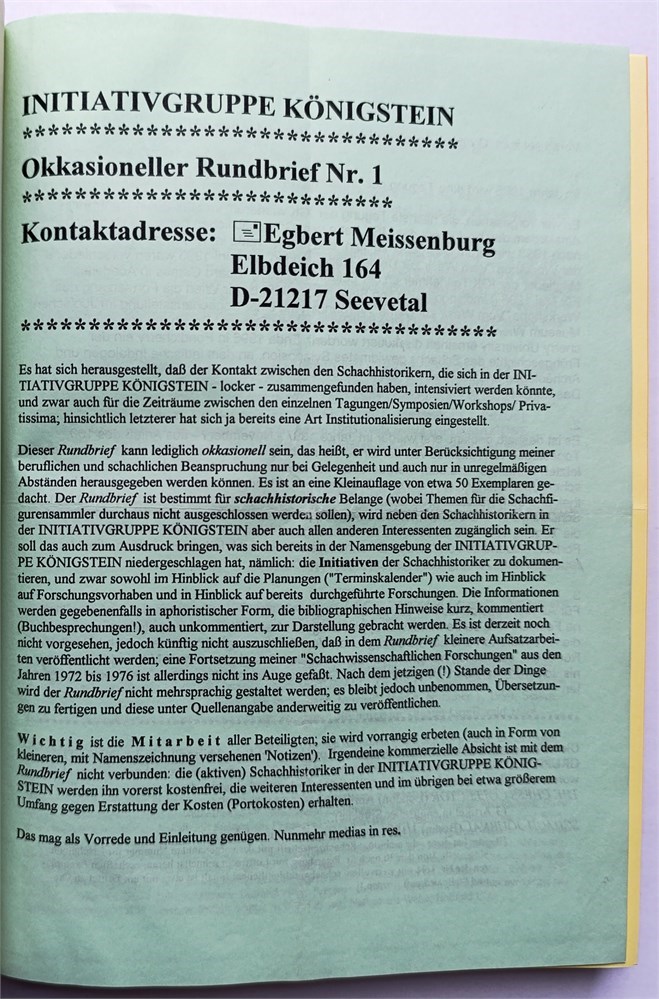 INITIATIVGRUPPE KÖNIGSTEIN
*********************************
Okkasioneller Rundbrief Nr. 1
****************************
Kontaktadresse: Egbert Meissenburg
Elbdeich 164
D-21217 Seevetal
************************************
Es hat sich herausgestellt, daß der Kontakt zwischen den Schachhistorikern, die sich in der INI-
TIATIVGRUPPE KÖNIGSTEIN - locker - zusammengefunden haben, intensiviert werden könnte,
und zwar auch für die Zeiträume zwischen den einzelnen Tagungen/Symposien/Workshops/ Priva-
tissima; hinsichtlich letzterer hat sich ja bereits eine Art Institutionalisierung eingestellt.
Dieser Rundbrief kann lediglich okkasionell sein, das heißt, er wird unter Berücksichtigung meiner
beruflichen und schachlichen Beanspruchung nur bei Gelegenheit und auch nur in unregelmäßigen
Abständen herausgegeben werden können. Es ist an eine Kleinauflage von etwa 50 Exemplaren ge-
dacht. Der Rundbrief ist bestimmt für schachhistorische Belange (wobei Themen für die Schachfi-
gurensammler durchaus nicht ausgeschlossen werden sollen), wird neben den Schachhistorikern in
der INITIATIVGRUPPE KÖNIGSTEIN aber auch allen anderen Interessenten zugänglich sein. Er
soll das auch zum Ausdruck bringen, was sich bereits in der Namensgebung der INITIATIVGRUP-
PE KÖNIGSTEIN niedergeschlagen hat, nämlich: die Initiativen der Schachhistoriker zu dokumen-
tieren, und zwar sowohl im Hinblick auf die Planungen ("Terminskalender") wie auch im Hinblick
auf Forschungsvorhaben und in Hinblick auf bereits durchgeführte Forschungen. Die Informationen
werden gegebenenfalls in aphoristischer Form, die bibliographischen Hinweise kurz, kommentiert
(Buchbesprechungen!), auch unkommentiert, zur Darstellung gebracht werden. Es ist derzeit noch
nicht vorgesehen, jedoch künftig nicht auszuschließen, daß in dem Rundbrief kleinere Aufsatzarbei-
ten veröffentlicht werden; eine Fortsetzung meiner "Schachwissenschaftlichen Forschungen" aus den
Jahren 1972 bis 1976 ist allerdings nicht ins Auge gefaßt. Nach dem jetzigen (!) Stande der Dinge
wird der Rundbrief nicht mehrsprachig gestaltet werden; es bleibt jedoch unbenommen, Übersetzun-
gen zu fertigen und diese unter Quellenangabe anderweitig zu veröffentlichen.
W i c h t i g ist die M i t a r b e i t aller Beteiligten; sie wird vorrangig erbeten (auch in Form von
kleineren, mit Namenszeichnung versehenen 'Notizen'). Irgendeine kommerzielle Absicht ist mit dem
Rundbrief nicht verbunden: die (aktiven) Schachhistoriker in der INITIATIVGRUPPE KÖNIG-
STEIN werden ihn vorerst kostenfrei, die weiteren Interessenten und im übrigen bei etwa größerem
Umfang gegen Erstattung der Kosten (Portokosten) erhalten.
Das mag als Vorrede und Einleitung genügen. Nunmehr medias in res.